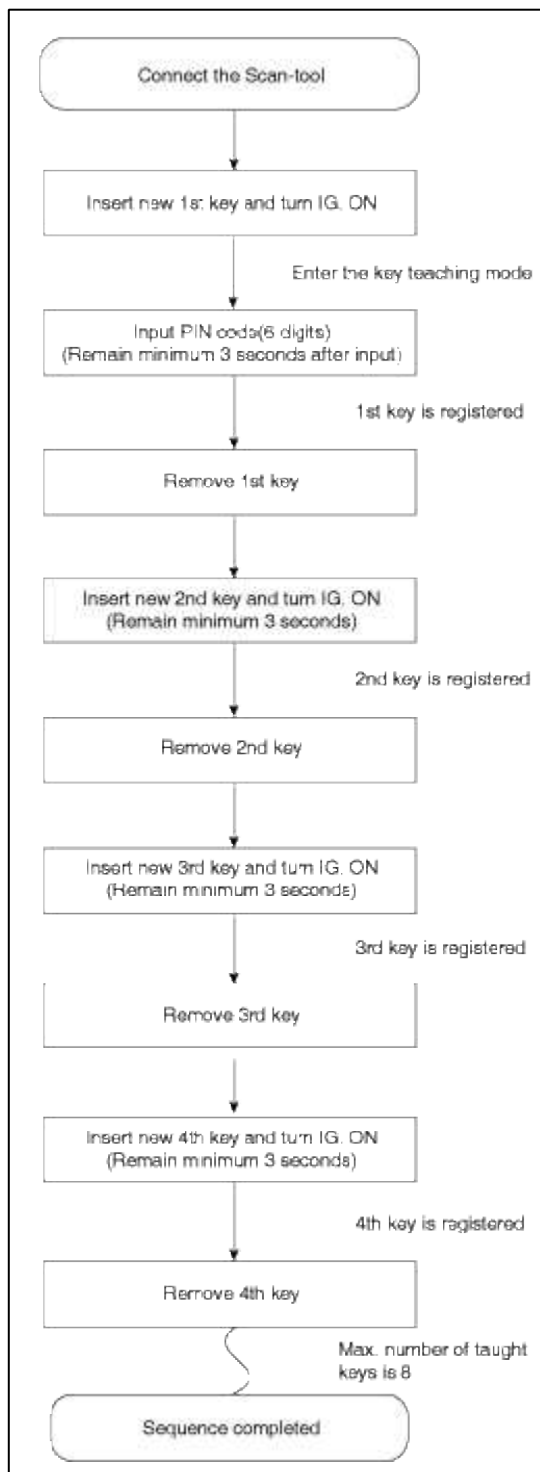 Connect the Scan-tool
Insert new 1st key and turn IG. ON
Enter the key teaching mode
Input PIN code(6 digits)
(Remain minimum 3 seconds after input)
1st key is registered
Remove 1st key
Insert new 2nd key and turn IG. ON
(Remain minimum 3 seconds)
2nd key is registered
Remove 2nd key
Insert new 3rd key and turn IG. ON
(Remain minimum 3 seconds)
3rd key is registered
Remove 3rd key
Insert new 4th key and turn IG. ON
(Remain minimum 3 seconds)
4th key is registered
Remove 4th key
Max. number of taught
keys is 8
Sequence completed